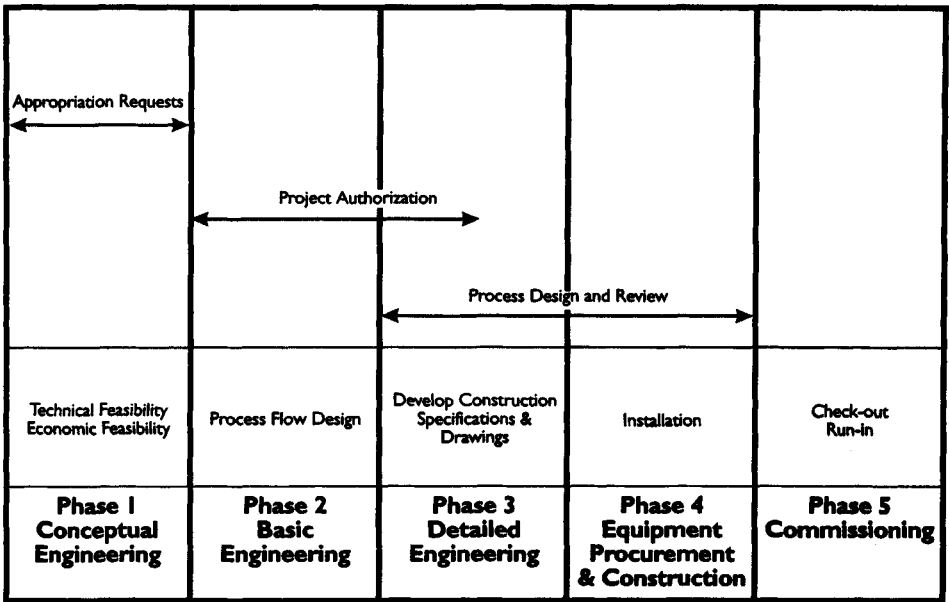 Appropriation Requests
Project Authorization
Process Design and Review
Technical Feasibility
Economic Feasibility
Process Flow Design
Develop Construction
Specifications &
Drawings
Installation
Check-out
Run-in
Phase 1
Conceptual
Engineering
Phase 2
Basic
Engineering
Phase 3
Detailed
Engineering
Phase 4
Equipment
Procurement
& Construction
Phase 5
Commissioning